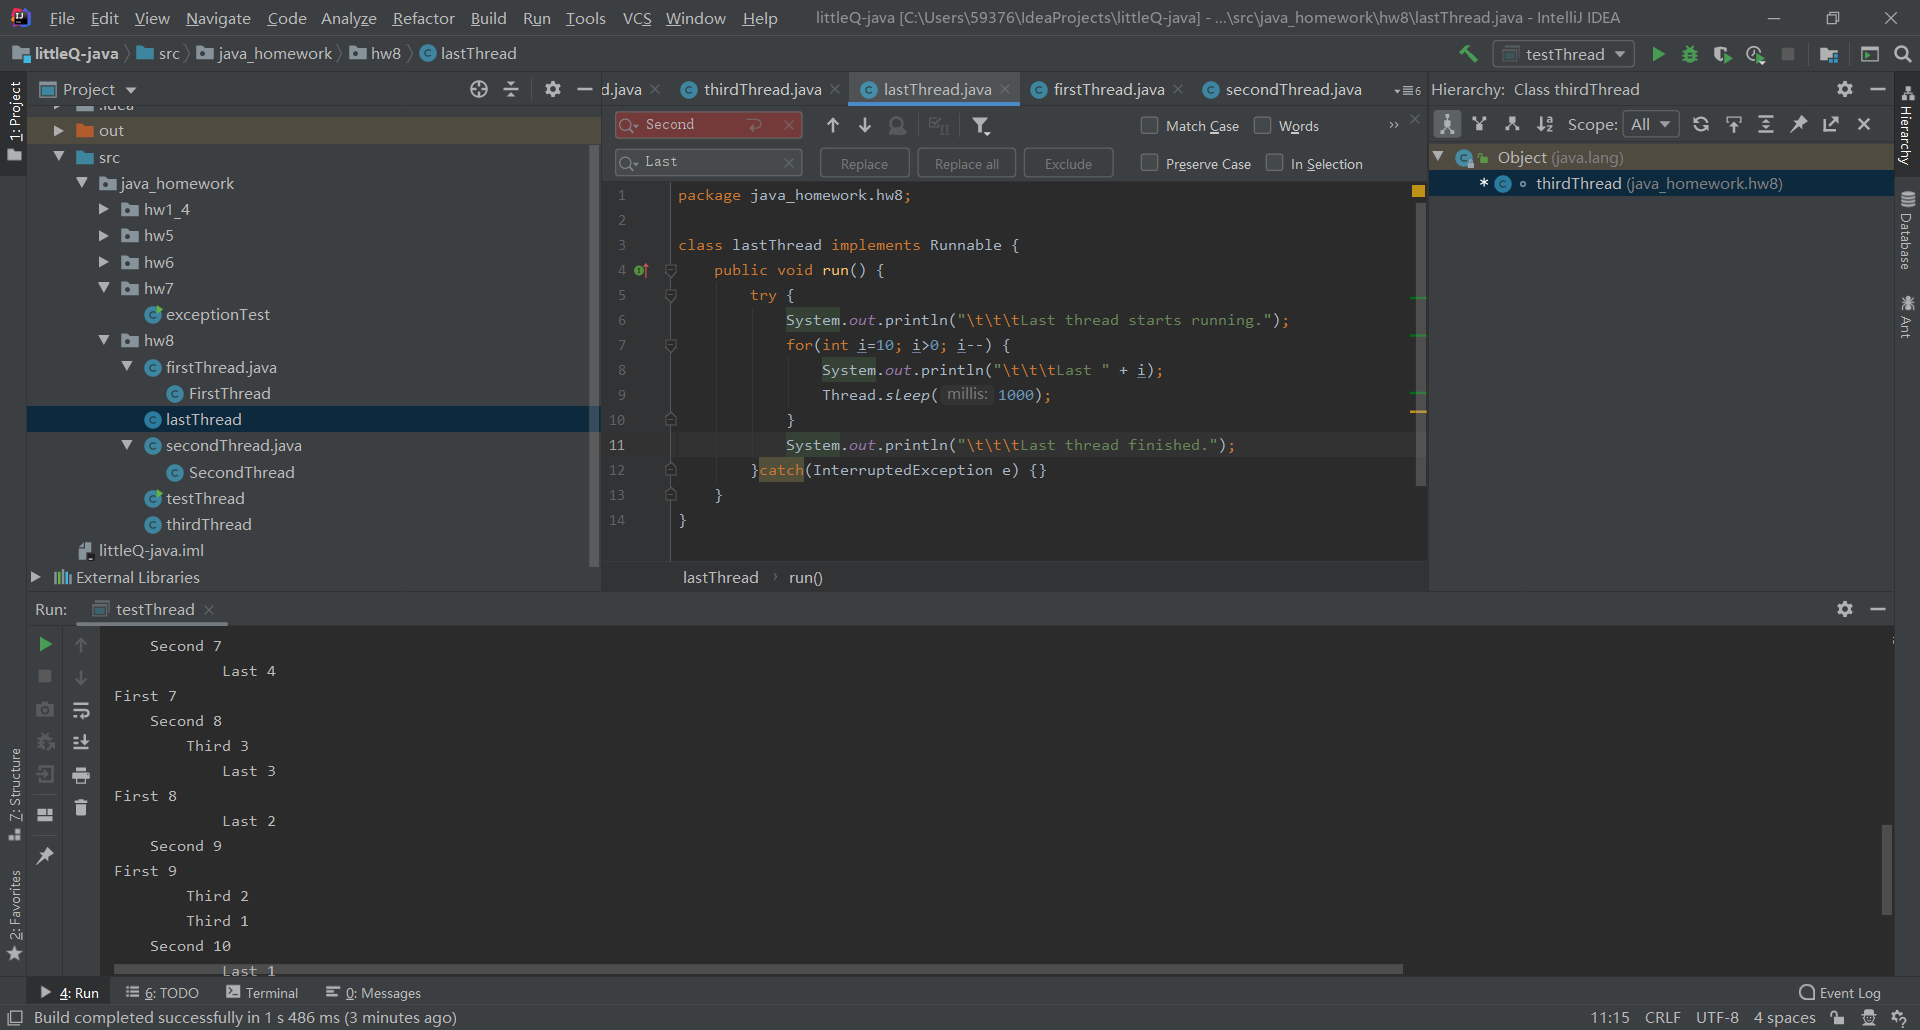 File Edit View Navigate Code Analyze Refactor Build Run Tools VCS Window Help littleQ-java [C:\Users\59376\IdeaProjects\littleQ-java] - ...\src\java_homework\hw8\lastThread.java - IntelliJ IDEA
littleQ-java src java_homework hw8 lastThread testThread
1: Project
Project
.idea
out
src
java_homework
hw1_4
hw5
hw6
hw7
exceptionTest
hw8
firstThread.java
FirstThread
lastThread
secondThread.java
SecondThread
testThread
thirdThread
littleQ-java.iml
External Libraries
d.java thirdThread.java lastThread.java firstThread.java secondThread.java 6
Second Match Case Words
Last Replace Replace all Exclude Preserve Case In Selection
1 package java_homework.hw8;
2
3 class lastThread implements Runnable {
4 public void run() {
5 try {
6 System.out.println("\t\t\tLast thread starts running.");
7 for(int i=10; i>0; i--) {
8 System.out.println("\t\t\tLast " + i);
9 Thread.sleep( millis: 1000);
10 }
11 System.out.println("\t\t\tLast thread finished.");
12 }catch(InterruptedException e) {}
13 }
14 }
lastThread › run()
Hierarchy: Class thirdThread
Scope: All
Object (java.lang)
* thirdThread (java_homework.hw8)
Hierarchy
Database
Ant
Run: testThread
Second 7
Last 4
First 7
Second 8
Third 3
Last 3
First 8
Last 2
Second 9
First 9
Third 2
Third 1
Second 10
Last 1
7: Structure
2: Favorites
4: Run 6: TODO Terminal 0: Messages Event Log
Build completed successfully in 1 s 486 ms (3 minutes ago) 11:15 CRLF UTF-8 4 spaces